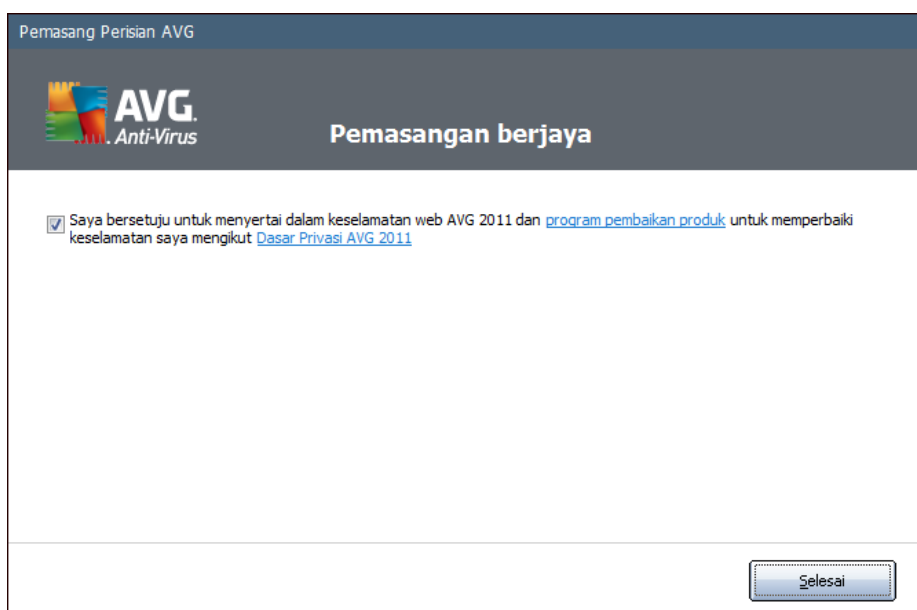 Pemasang Perisian AVG
AVG.
Anti-Virus
Pemasangan berjaya
Saya bersetuju untuk menyertai dalam keselamatan web AVG 2011 dan program pembaikan produk untuk memperbaiki
keselamatan saya mengikut Dasar Privasi AVG 2011
Selesai